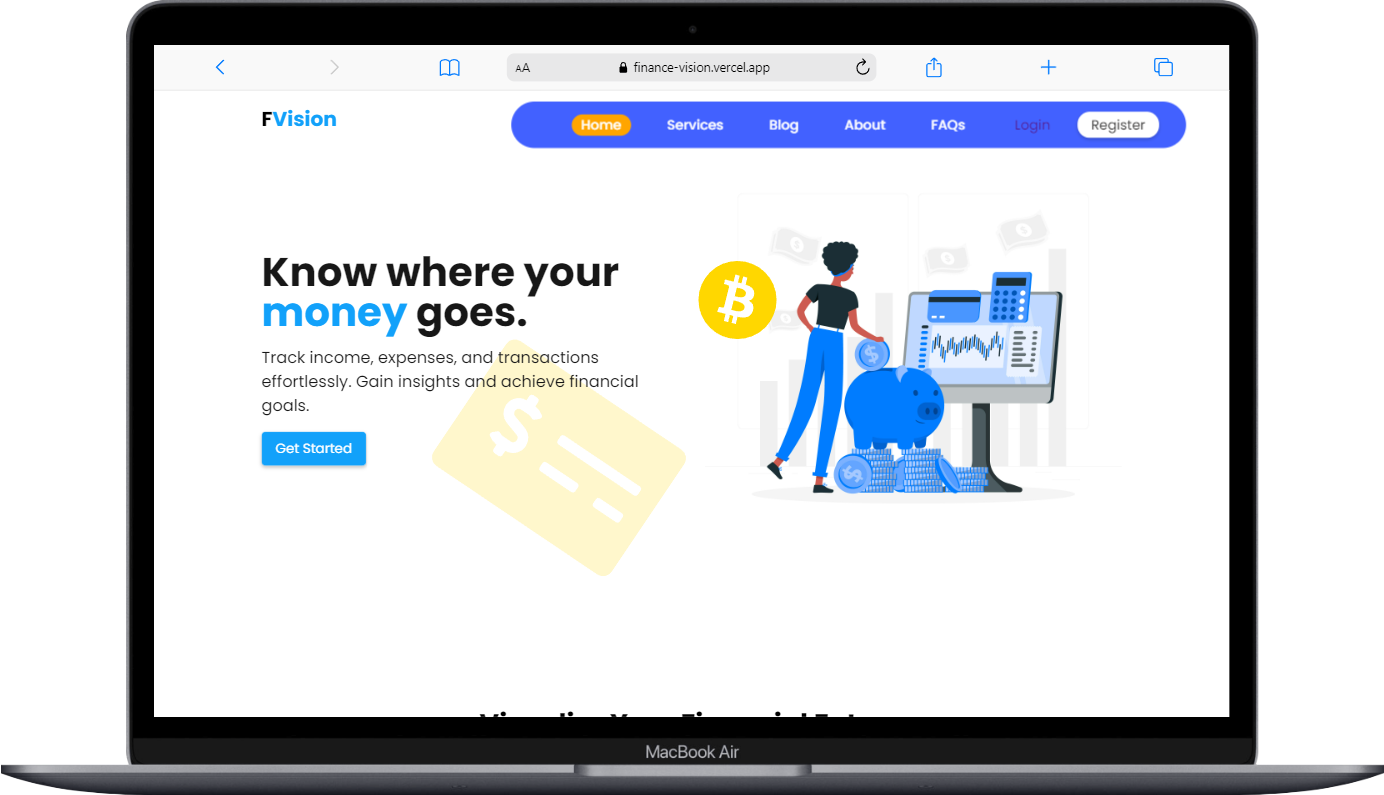 AA
finance-vision.vercel.app
FVision
Home Services Blog About FAQs Login Register
Know where your
money goes.
Track income, expenses, and transactions
effortlessly. Gain insights and achieve financial
goals.
Get Started
MacBook Air